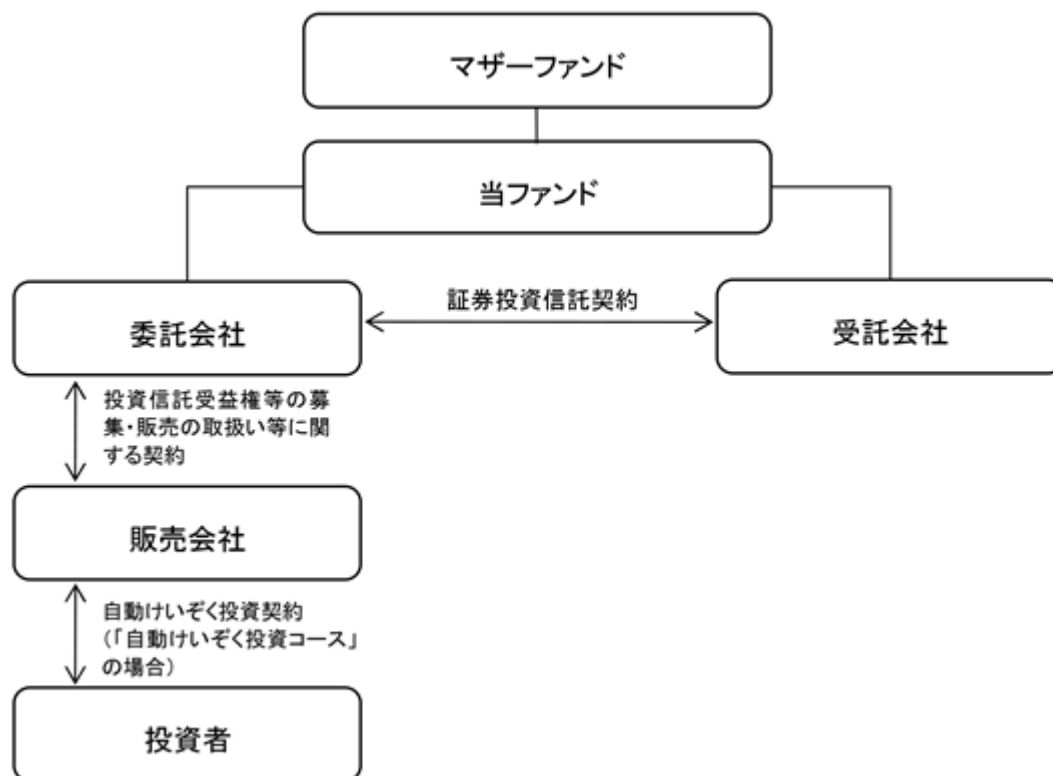 マザーファンド
当ファンド
証券投資信託契約
委託会社
受託会社
投資信託受益権等の募
集・販売の取扱い等に関
する契約
販売会社
自動けいぞく投資契約
(「自動けいぞく投資コース」
の場合)
投資者